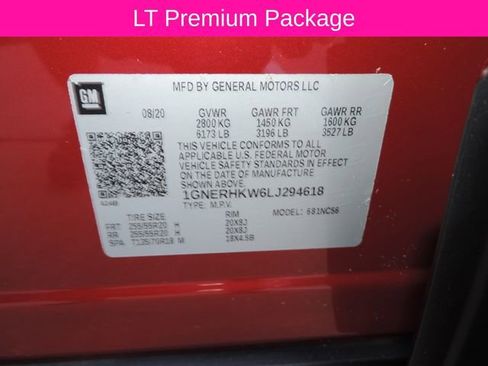 LT Premium Package
GM
MFD BY GENERAL MOTORS LLC
08/20 GVWR GAWR FRT GAWR RR
2800 KG 1450 KG 1600 KG
6173 LB 3196 LB 3527 LB
THIS VEHICLE CONFORMS TO ALL
APPLICABLE U.S. FEDERAL MOTOR
VEHICLE SAFETY STANDARDS IN
EFFECT ON THE DATE OF
MANUFACTURE SHOWN ABOVE.
1GNERHKW6LJ294618
TYPE: M.P.V. MODEL:
RIM
FRT 255/55R20 H 20X8J
RR 255/55R20 H 20X8J
SPA T135/70R18 M 18X4.5B